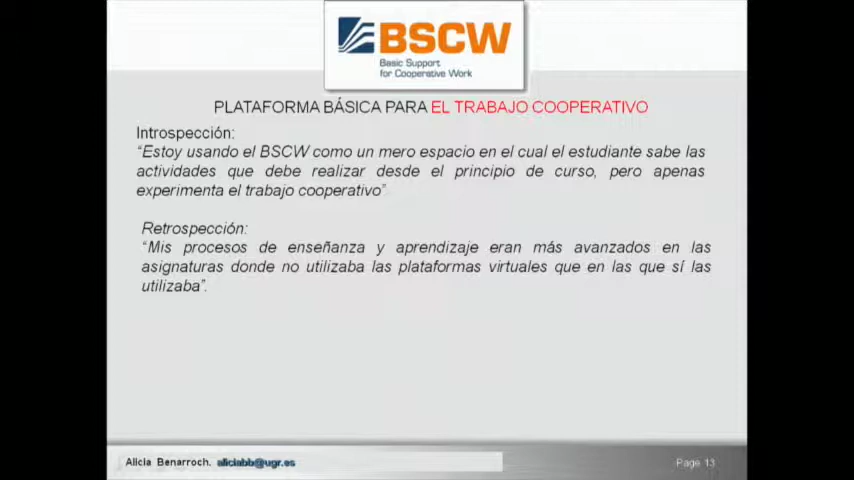 BSCW
Basic Support
for Cooperative Work
PLATAFORMA BÁSICA PARA EL TRABAJO COOPERATIVO
Introspección:
“Estoy usando el BSCW como un mero espacio en el cual el estudiante sabe las
actividades que debe realizar desde el principio de curso, pero apenas
experimenta el trabajo cooperativo”
Retrospección:
“Mis procesos de enseñanza y aprendizaje eran más avanzados en las
asignaturas donde no utilizaba las plataformas virtuales que en las que sí las
utilizaba”.
Alicia Benarroch. aliciabb@ugr.es
Page 13